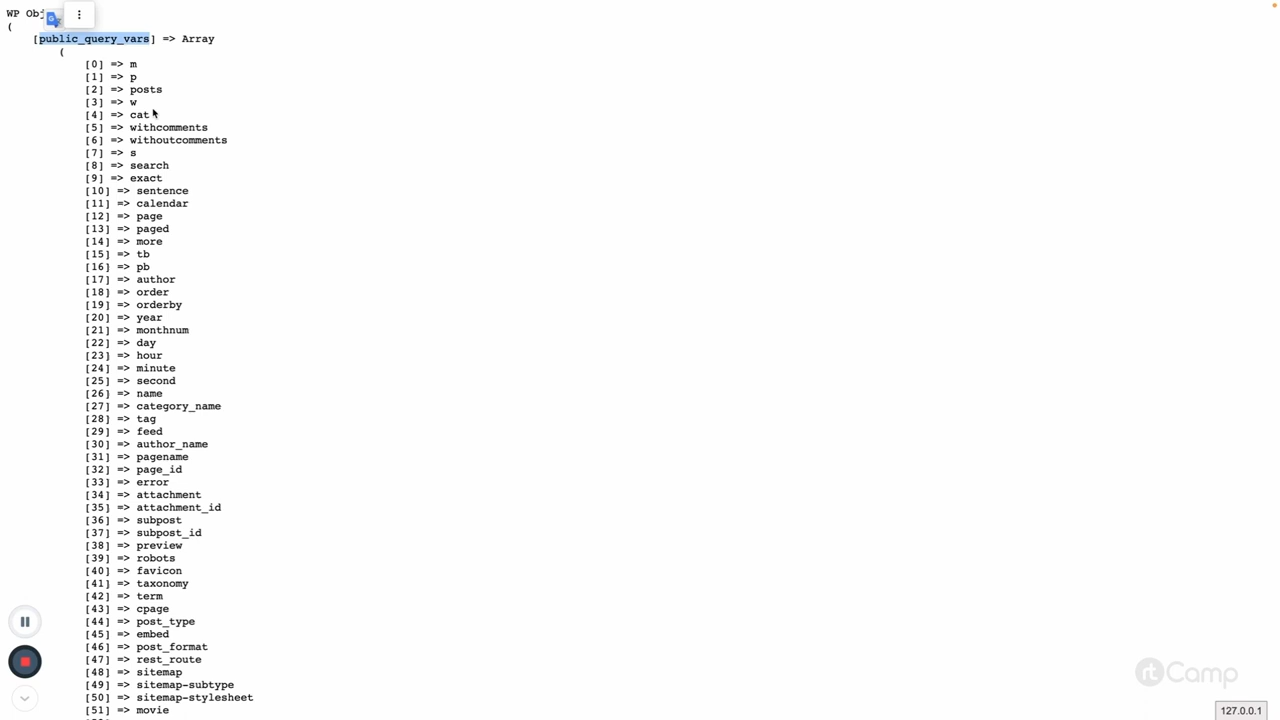 WP Obj
(
[public_query_vars] => Array
(
[0] => m
[1] => p
[2] => posts
[3] => w
[4] => cat
[5] => withcomments
[6] => withoutcomments
[7] => s
[8] => search
[9] => exact
[10] => sentence
[11] => calendar
[12] => page
[13] => paged
[14] => more
[15] => tb
[16] => pb
[17] => author
[18] => order
[19] => orderby
[20] => year
[21] => monthnum
[22] => day
[23] => hour
[24] => minute
[25] => second
[26] => name
[27] => category_name
[28] => tag
[29] => feed
[30] => author_name
[31] => pagename
[32] => page_id
[33] => error
[34] => attachment
[35] => attachment_id
[36] => subpost
[37] => subpost_id
[38] => preview
[39] => robots
[40] => favicon
[41] => taxonomy
[42] => term
[43] => cpage
[44] => post_type
[45] => embed
[46] => post_format
[47] => rest_route
[48] => sitemap
[49] => sitemap-subtype
[50] => sitemap-stylesheet
[51] => movie
rtCamp
127.0.0.1